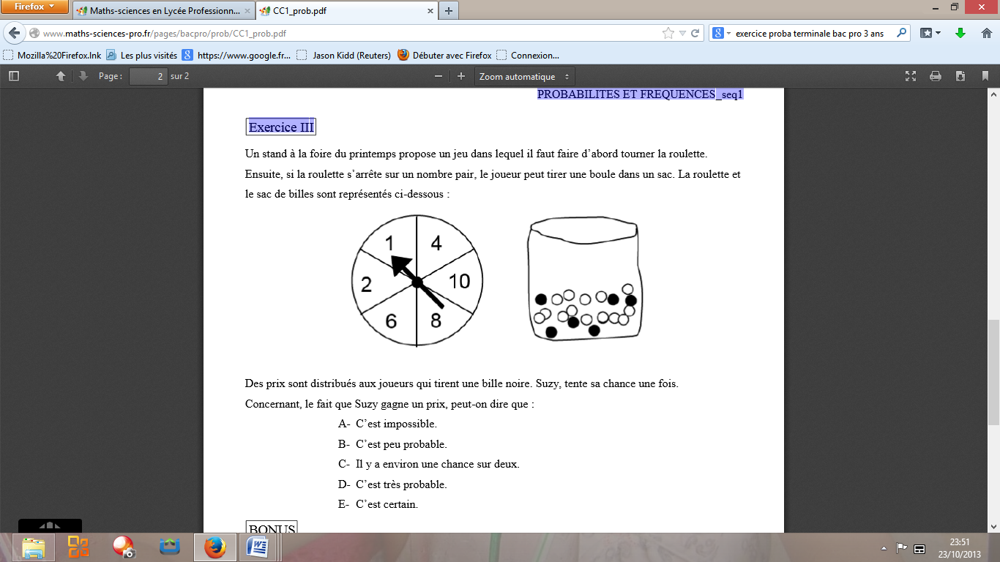 Firefox
Maths-sciences en Lycée Professionn...
CC1_prob.pdf
www.maths-sciences-pro.fr/pages/bacpro/prob/CC1_prob.pdf
exercice proba terminale bac pro 3 ans
Mozilla%20Firefox.lnk
Les plus visités
https://www.google.fr...
Jason Kidd (Reuters)
Débuter avec Firefox
Connexion...
Page : 2 sur 2
Zoom automatique
PROBABILITES ET FREQUENCES_seq1
Exercice III
Un stand à la foire du printemps propose un jeu dans lequel il faut faire d’abord tourner la roulette.
Ensuite, si la roulette s’arrête sur un nombre pair, le joueur peut tirer une boule dans un sac. La roulette et
le sac de billes sont représentés ci-dessous :
1 4
2 10
6 8
Des prix sont distribués aux joueurs qui tirent une bille noire. Suzy, tente sa chance une fois.
Concernant, le fait que Suzy gagne un prix, peut-on dire que :
A- C’est impossible.
B- C’est peu probable.
C- Il y a environ une chance sur deux.
D- C’est très probable.
E- C’est certain.
BONUS
23:51
23/10/2013